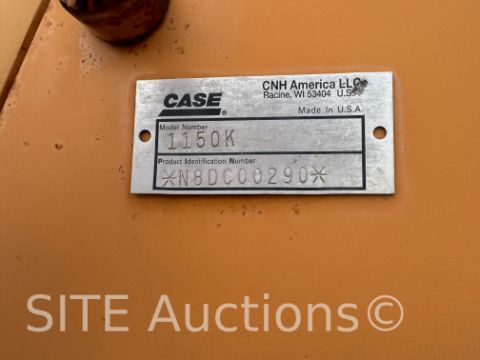 CASE
CNH America LLC
Racine, WI 53404 U.S.A.
Made in U.S.A.
Model Number
1150K
Product Identification Number
*N8DC00290*
SITE Auctions©